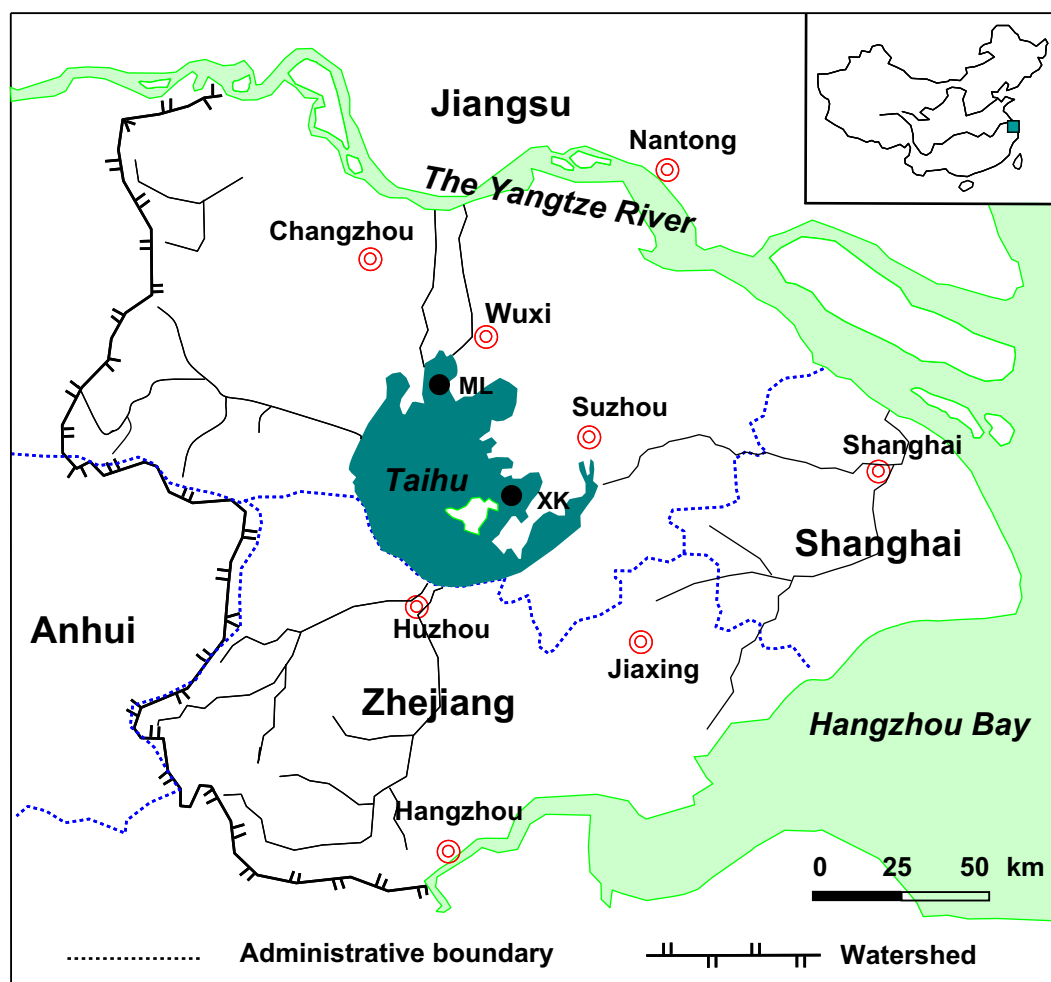 Jiangsu
Nantong
The Yangtze River
Changzhou
Wuxi
ML
Suzhou
Shanghai
Taihu
XK
Shanghai
Anhui
Huzhou
Jiaxing
Zhejiang
Hangzhou Bay
Hangzhou
0 25 50 km
Administrative boundary
Watershed